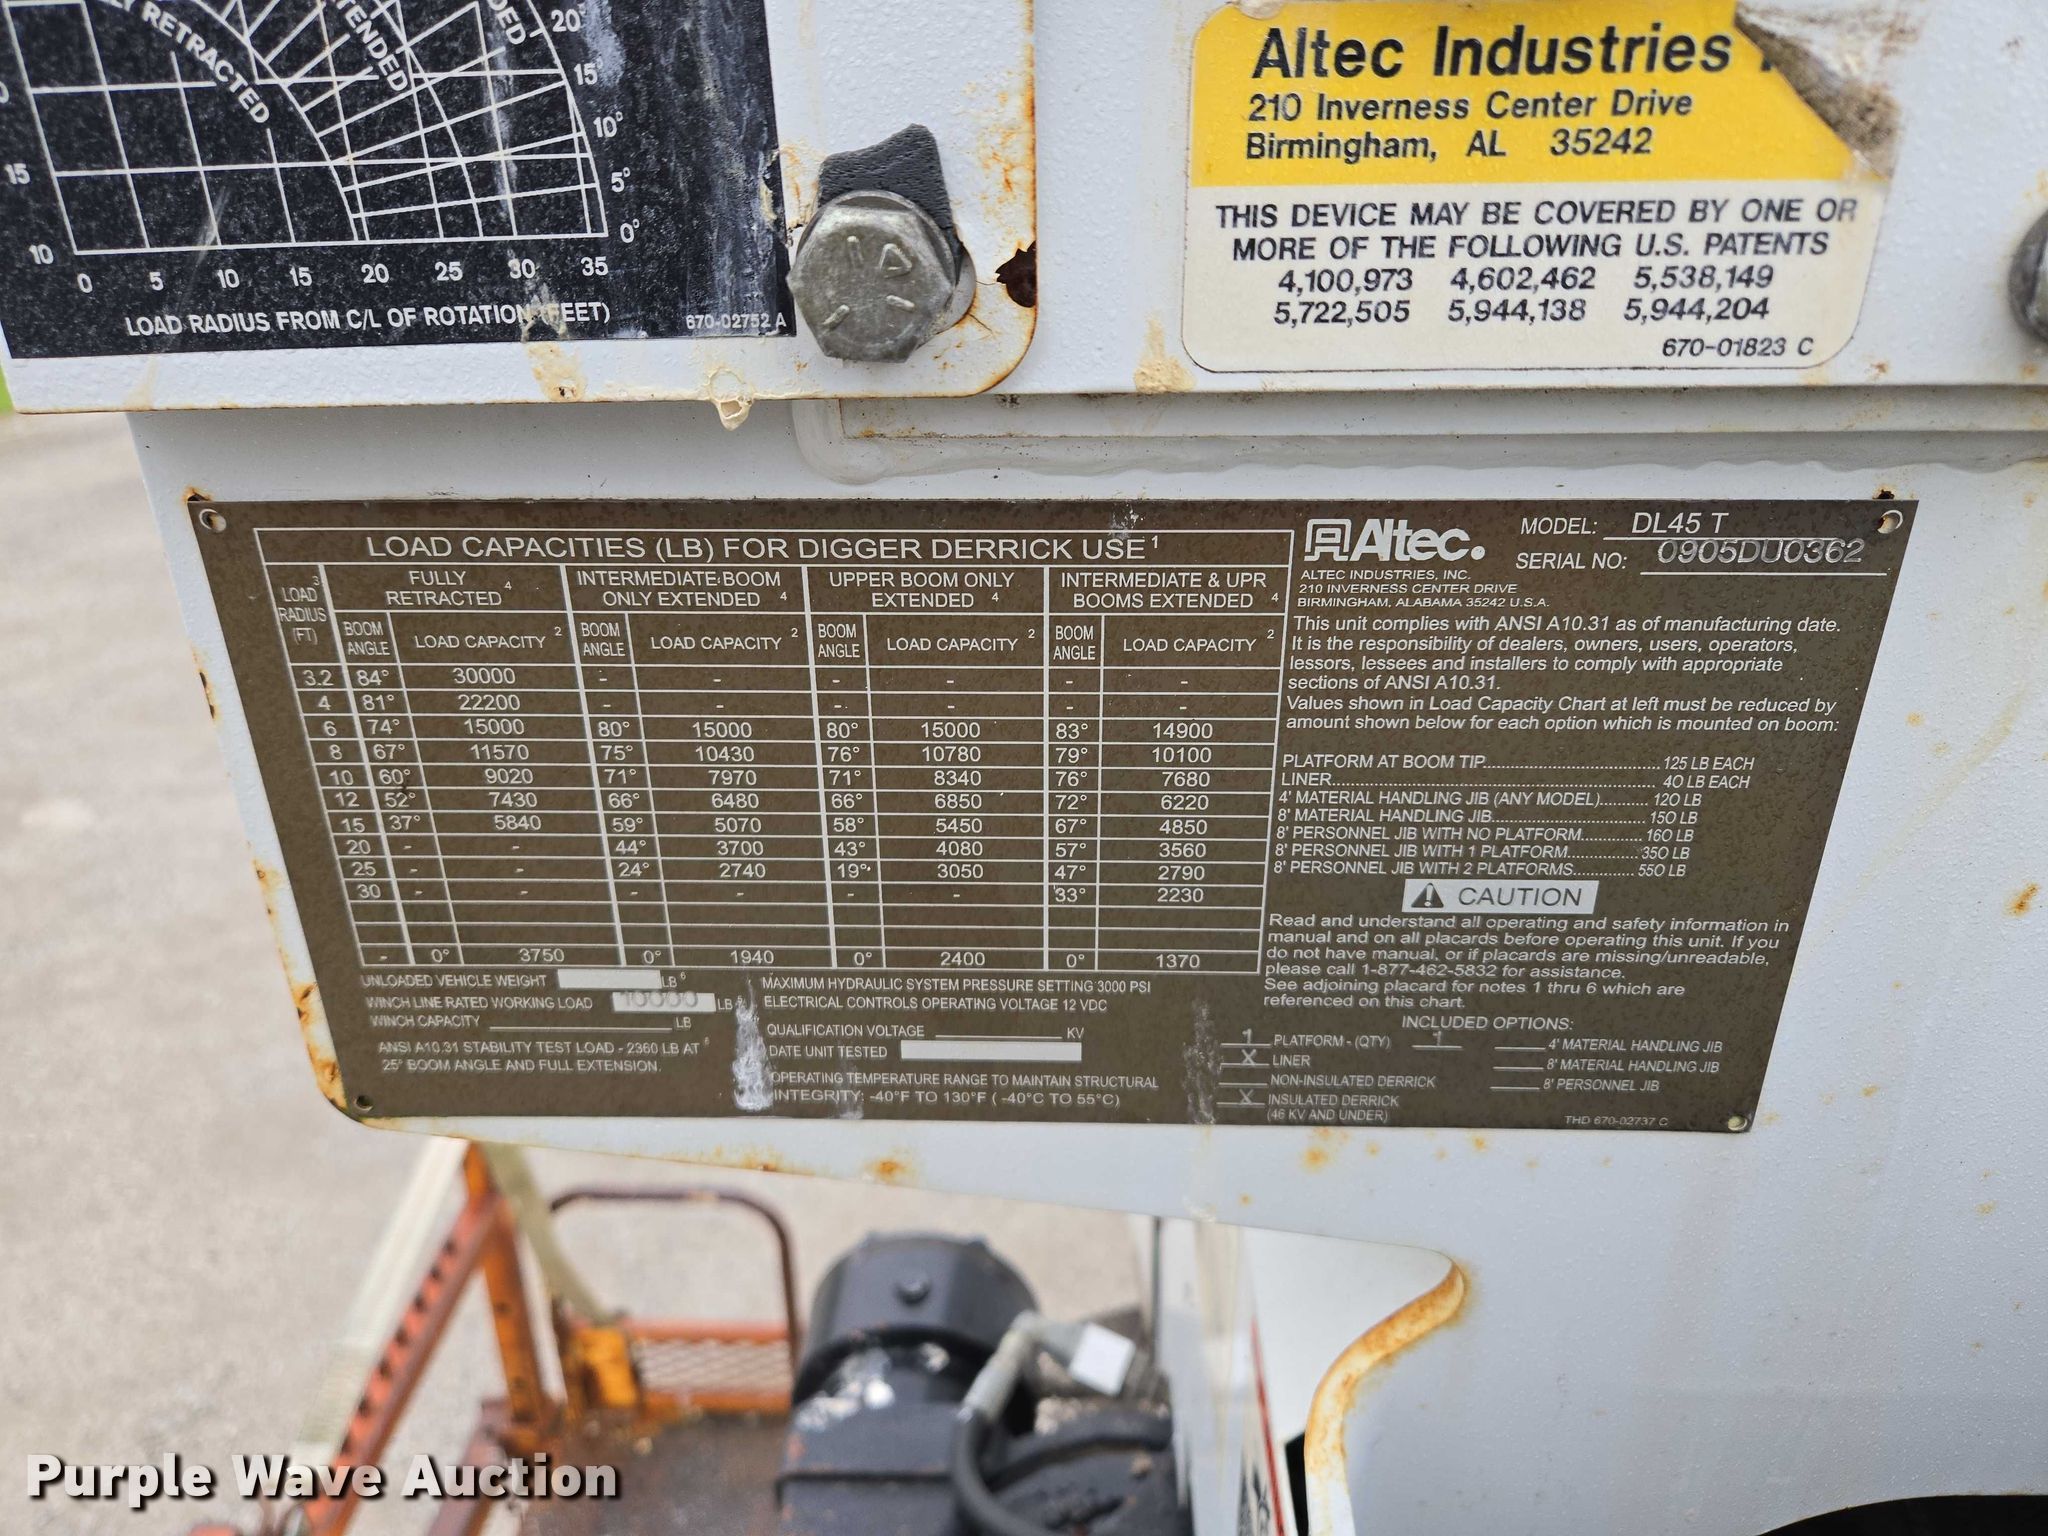 RETRACTED
20°
15°
10°
5°
0°
15
10
0 5 10 15 20 25 30 35
LOAD RADIUS FROM C/L OF ROTATION (FEET)
670-02752 A
Altec Industries
210 Inverness Center Drive
Birmingham, AL 35242
THIS DEVICE MAY BE COVERED BY ONE OR
MORE OF THE FOLLOWING U.S. PATENTS
4,100,973 4,602,462 5,538,149
5,722,505 5,944,138 5,944,204
670-01823 C
LOAD CAPACITIES (LB) FOR DIGGER DERRICK USE 1
LOAD 3 RADIUS (FT)
FULLY RETRACTED 4
INTERMEDIATE BOOM ONLY EXTENDED 4
UPPER BOOM ONLY EXTENDED 4
INTERMEDIATE & UPR BOOMS EXTENDED 4
BOOM ANGLE LOAD CAPACITY 2 BOOM ANGLE LOAD CAPACITY 2 BOOM ANGLE LOAD CAPACITY 2 BOOM ANGLE LOAD CAPACITY 2
3.2 84° 30000 - - - - - -
4 81° 22200 - - - - - -
6 74° 15000 80° 15000 80° 15000 83° 14900
8 67° 11570 75° 10430 76° 10780 79° 10100
10 60° 9020 71° 7970 71° 8340 76° 7680
12 52° 7430 66° 6480 66° 6850 72° 6220
15 37° 5840 59° 5070 58° 5450 67° 4850
20 - - 44° 3700 43° 4080 57° 3560
25 - - 24° 2740 19° 3050 47° 2790
30 - - - - - - 33° 2230
- 0° 3750 0° 1940 0° 2400 0° 1370
UNLOADED VEHICLE WEIGHT LB 6
WINCH LINE RATED WORKING LOAD 10000 LB
WINCH CAPACITY LB
ANSI A10.31 STABILITY TEST LOAD - 2360 LB AT 6
25° BOOM ANGLE AND FULL EXTENSION.
MAXIMUM HYDRAULIC SYSTEM PRESSURE SETTING 3000 PSI
ELECTRICAL CONTROLS OPERATING VOLTAGE 12 VDC
QUALIFICATION VOLTAGE KV
DATE UNIT TESTED
OPERATING TEMPERATURE RANGE TO MAINTAIN STRUCTURAL
INTEGRITY: -40°F TO 130°F ( -40°C TO 55°C)
Altec.
MODEL: DL45 T
SERIAL NO: 0905DU0362
ALTEC INDUSTRIES, INC.
210 INVERNESS CENTER DRIVE
BIRMINGHAM, ALABAMA 35242 U.S.A.
This unit complies with ANSI A10.31 as of manufacturing date.
It is the responsibility of dealers, owners, users, operators,
lessors, lessees and installers to comply with appropriate
sections of ANSI A10.31.
Values shown in Load Capacity Chart at left must be reduced by
amount shown below for each option which is mounted on boom:
PLATFORM AT BOOM TIP 125 LB EACH
LINER 40 LB EACH
4' MATERIAL HANDLING JIB (ANY MODEL) 120 LB
8' MATERIAL HANDLING JIB 150 LB
8' PERSONNEL JIB WITH NO PLATFORM 160 LB
8' PERSONNEL JIB WITH 1 PLATFORM 350 LB
8' PERSONNEL JIB WITH 2 PLATFORMS 550 LB
CAUTION
Read and understand all operating and safety information in
manual and on all placards before operating this unit. If you
do not have manual, or if placards are missing/unreadable,
please call 1-877-462-5832 for assistance.
See adjoining placard for notes 1 thru 6 which are
referenced on this chart.
INCLUDED OPTIONS:
1 PLATFORM - (QTY) 1
X LINER
NON-INSULATED DERRICK
X INSULATED DERRICK
(46 KV AND UNDER)
4' MATERIAL HANDLING JIB
8' MATERIAL HANDLING JIB
8' PERSONNEL JIB
THD 670-02737 C
Purple Wave Auction